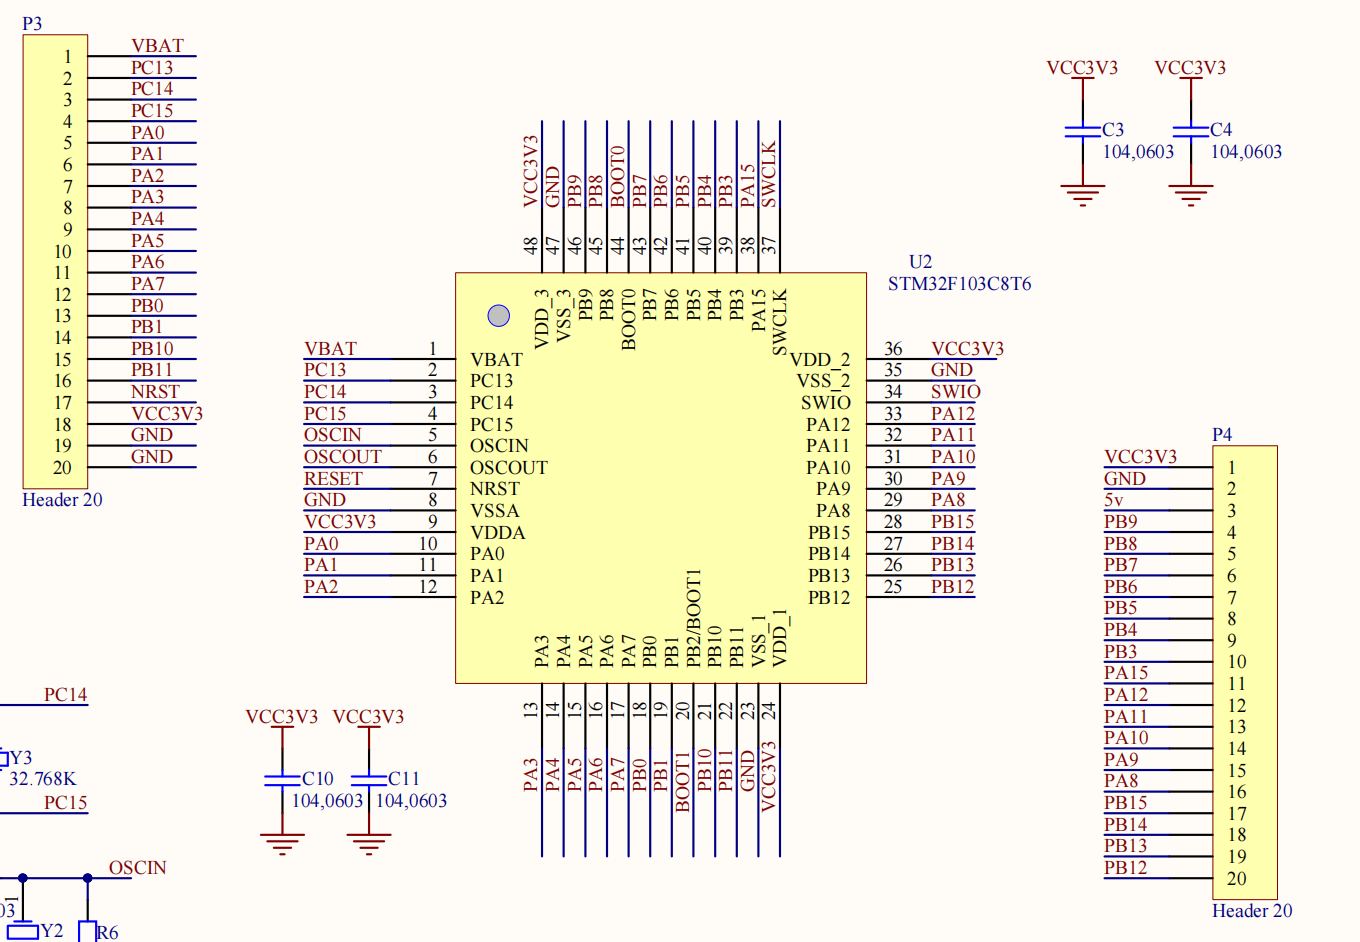 P3
1 VBAT
2 PC13
3 PC14
4 PC15
5 PA0
6 PA1
7 PA2
8 PA3
9 PA4
10 PA5
11 PA6
12 PA7
13 PB0
14 PB1
15 PB10
16 PB11
17 NRST
18 VCC3V3
19 GND
20 GND
Header 20
VCC3V3 VCC3V3
C3 C4
104,0603 104,0603
VCC3V3 48 VDD_3
GND 47 VSS_3
PB9 46 PB9
PB8 45 PB8
BOOT0 44 BOOT0
PB7 43 PB7
PB6 42 PB6
PB5 41 PB5
PB4 40 PB4
PB3 39 PB3
PA15 38 PA15
SWCLK 37 SWCLK
U2
STM32F103C8T6
VBAT 1 VBAT
PC13 2 PC13
PC14 3 PC14
PC15 4 PC15
OSCIN 5 OSCIN
OSCOUT 6 OSCOUT
RESET 7 NRST
GND 8 VSSA
VCC3V3 9 VDDA
PA0 10 PA0
PA1 11 PA1
PA2 12 PA2
VDD_2 36 VCC3V3
VSS_2 35 GND
SWIO 34 SWIO
PA12 33 PA12
PA11 32 PA11
PA10 31 PA10
PA9 30 PA9
PA8 29 PA8
PB15 28 PB15
PB14 27 PB14
PB13 26 PB13
PB12 25 PB12
PA3 13 PA3
PA4 14 PA4
PA5 15 PA5
PA6 16 PA6
PA7 17 PA7
PB0 18 PB0
PB1 19 PB1
PB2/BOOT1 20 BOOT1
PB10 21 PB10
PB11 22 PB11
VSS_1 23 GND
VDD_1 24 VCC3V3
P4
VCC3V3 1
GND 2
5v 3
PB9 4
PB8 5
PB7 6
PB6 7
PB5 8
PB4 9
PB3 10
PA15 11
PA12 12
PA11 13
PA10 14
PA9 15
PA8 16
PB15 17
PB14 18
PB13 19
PB12 20
Header 20
PC14
Y3
32.768K
PC15
VCC3V3 VCC3V3
C10 C11
104,0603 104,0603
OSCIN
1
03
Y2 R6